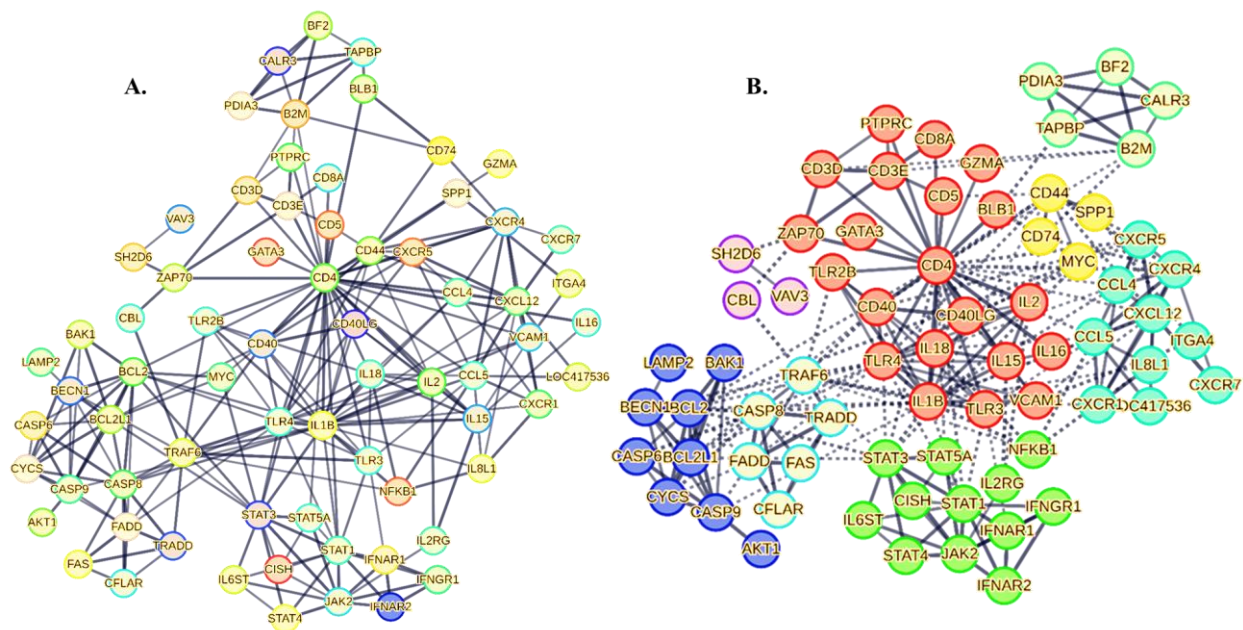 A.
BF2
CALR3
TAPBP
BLB1
PDIA3
B2M
CD74
PTPRC
GZMA
CD3D
CD8A
SPP1
CD3E
VAV3
CD5
CXCR4
CXCR7
GATA3
CD44
CXCR5
SH2D6
ZAP70
CD4
ITGA4
CCL4
CXCL12
CBL
TLR2B
CD40LG
IL16
BAK1
CD40
VCAM1
LAMP2
BCL2
MYC
IL18
IL2
CCL5
LOC417536
BECN1
CXCR1
BCL2L1
IL15
CASP6
TLR4
IL1B
TRAF6
TLR3
IL8L1
CYCS
CASP9
CASP8
NFKB1
AKT1
FADD
STAT3
STAT5A
TRADD
STAT1
IL2RG
FAS
CFLAR
IFNAR1
IL6ST
CISH
IFNGR1
JAK2
IFNAR2
STAT4
B.
PDIA3
BF2
CALR3
TAPBP
B2M
PTPRC
CD8A
CD3D
CD3E
GZMA
CD5
CD44
SPP1
BLB1
ZAP70
GATA3
CD74
CXCR5
SH2D6
CD4
MYC
CXCR4
TLR2B
CCL4
CBL
VAV3
CD40
CD40LG
IL2
CXCL12
CCL5
ITGA4
TLR4
IL18
IL15
IL16
IL8L1
LAMP2
BAK1
TRAF6
CXCR7
IL1B
TLR3
VCAM1
CXCR1
OC417536
BECN1
BCL2
CASP8
TRADD
CASP6
BCL2L1
FADD
FAS
STAT3
STAT5A
NFKB1
CYCS
CASP9
CFLAR
CISH
STAT1
IL2RG
IFNGR1
IL6ST
IFNAR1
AKT1
STAT4
JAK2
IFNAR2